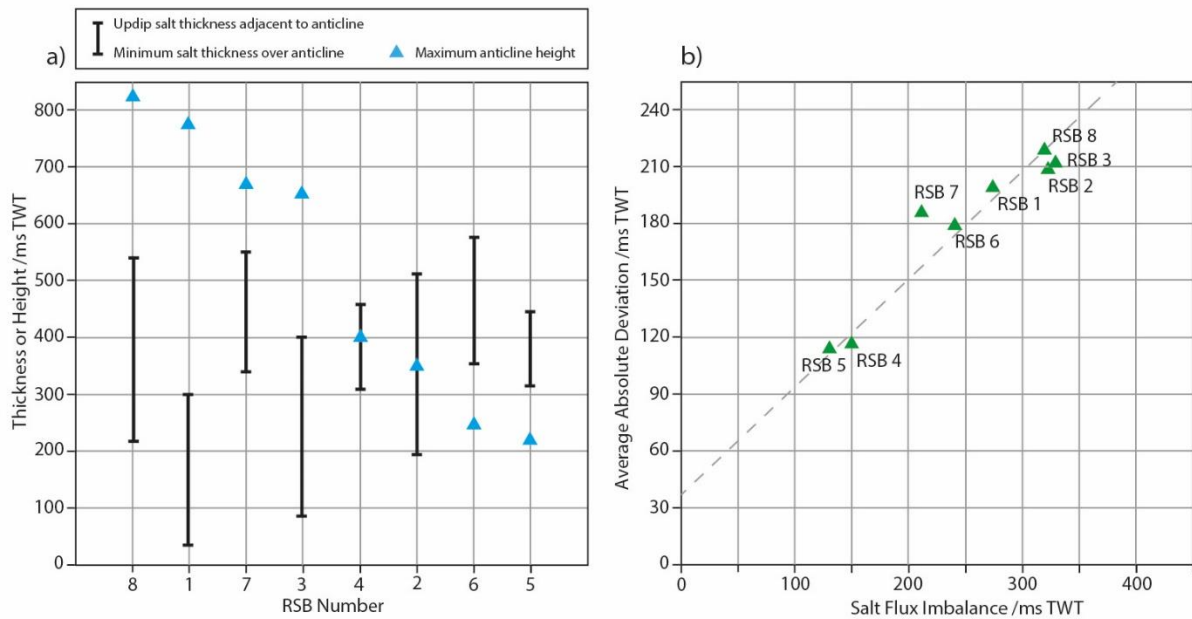 Updip salt thickness adjacent to anticline
Minimum salt thickness over anticline
Maximum anticline height
a)
b)
Thickness or Height /ms TWT
800
700
600
500
400
300
200
100
0
8 1 7 3 4 2 6 5
RSB Number
Average Absolute Deviation /ms TWT
240
210
180
150
120
90
60
30
0
RSB 8
RSB 3
RSB 2
RSB 7
RSB 1
RSB 6
RSB 5
RSB 4
0 100 200 300 400
Salt Flux Imbalance /ms TWT